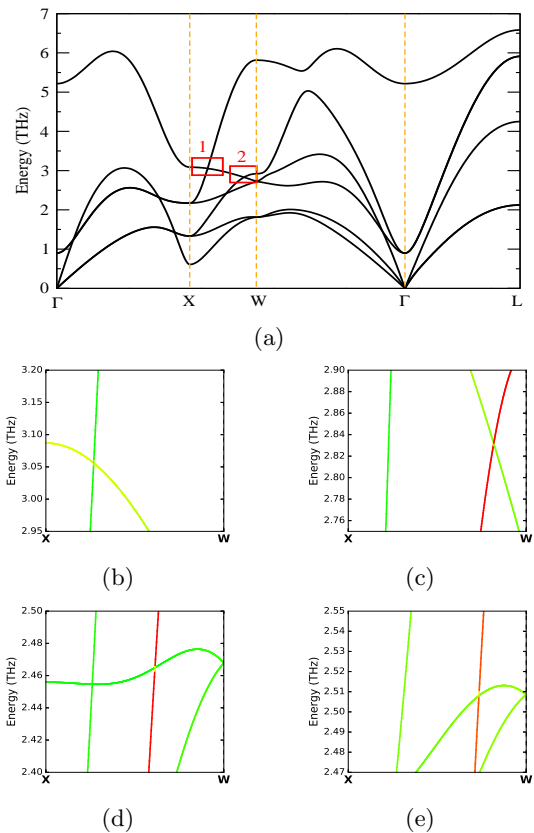 7
6
5
4
3
2
1
0
Energy (THz)
1
2
Γ X W Γ L
(a)
3.20
3.15
3.10
3.05
3.00
2.95
Energy (THz)
X W
(b)
2.90
2.88
2.86
2.84
2.82
2.80
2.78
2.76
Energy (THz)
X W
(c)
2.50
2.48
2.46
2.44
2.42
2.40
Energy (THz)
X W
(d)
2.55
2.54
2.53
2.52
2.51
2.50
2.49
2.48
2.47
Energy (THz)
X W
(e)